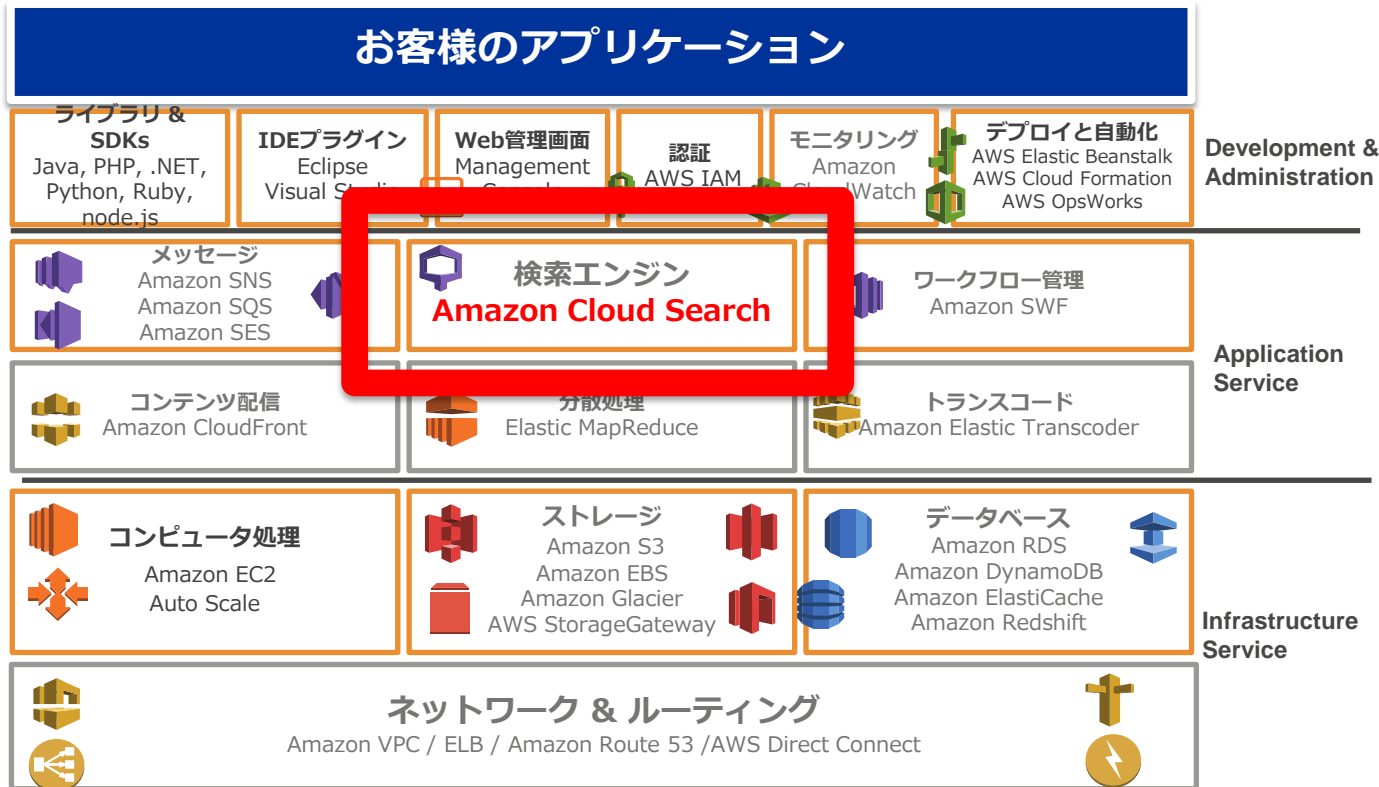 お客様のアプリケーション
ライブラリ &
SDKs
Java, PHP, .NET,
Python, Ruby,
node.js
IDEプラグイン
Eclipse
Visual Studio
Web管理画面
Management
認証
AWS IAM
モニタリング
Amazon
CloudWatch
デプロイと自動化
AWS Elastic Beanstalk
AWS Cloud Formation
AWS OpsWorks
Development &
Administration
メッセージ
Amazon SNS
Amazon SQS
Amazon SES
検索エンジン
Amazon Cloud Search
ワークフロー管理
Amazon SWF
Application
Service
コンテンツ配信
Amazon CloudFront
分散処理
Elastic MapReduce
トランスコード
Amazon Elastic Transcoder
コンピュータ処理
Amazon EC2
Auto Scale
ストレージ
Amazon S3
Amazon EBS
Amazon Glacier
AWS StorageGateway
データベース
Amazon RDS
Amazon DynamoDB
Amazon ElastiCache
Amazon Redshift
Infrastructure
Service
ネットワーク & ルーティング
Amazon VPC / ELB / Amazon Route 53 /AWS Direct Connect